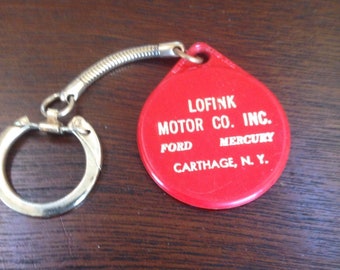 LOFINK
MOTOR CO. INC.
FORD MERCURY
CARTHAGE, N. Y.